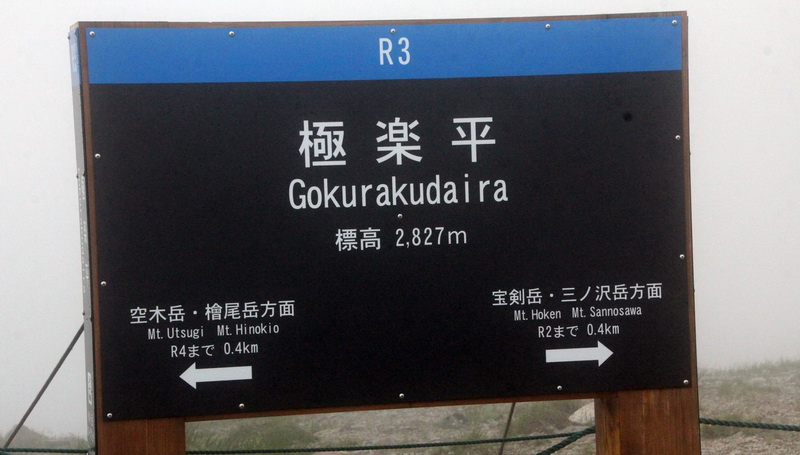 R3
極楽平
Gokurakudaira
標高 2,827m
空木岳・檜尾岳方面
Mt.Utsugi Mt.Hinokio
R4まで 0.4km
宝剣岳・三ノ沢岳方面
Mt.Hoken Mt.Sannosawa
R2まで 0.4km